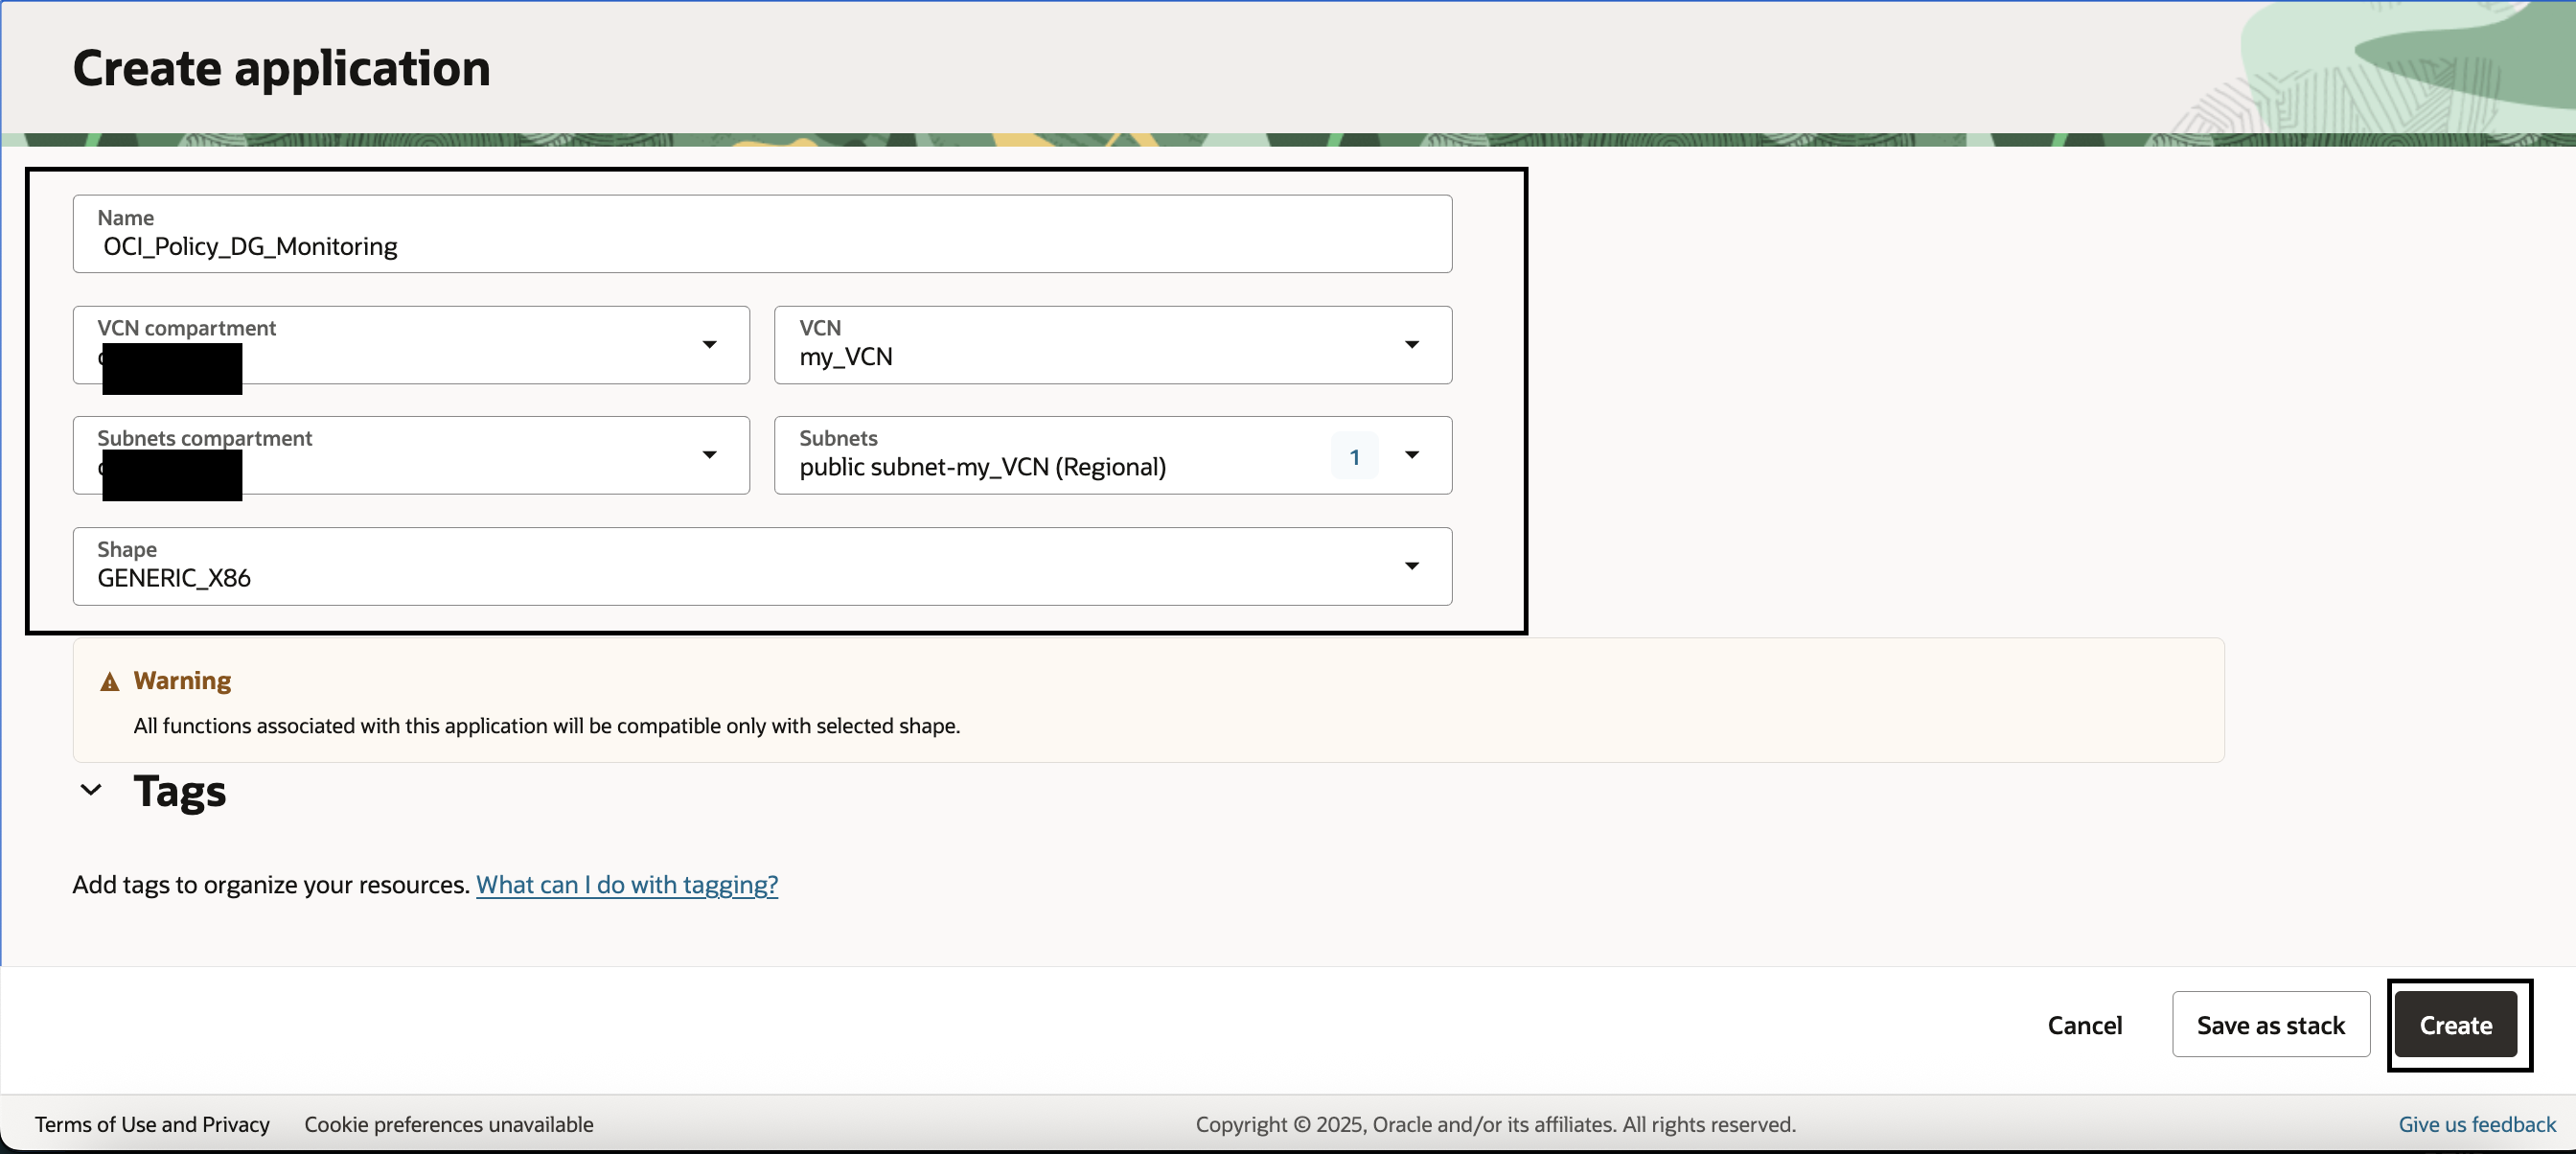 Create application
Name
OCI_Policy_DG_Monitoring
VCN compartment
VCN
my_VCN
Subnets compartment
Subnets
public subnet-my_VCN (Regional)
1
Shape
GENERIC_X86
Warning
All functions associated with this application will be compatible only with selected shape.
Tags
Add tags to organize your resources. What can I do with tagging?
Cancel
Save as stack
Create
Terms of Use and Privacy
Cookie preferences unavailable
Copyright © 2025, Oracle and/or its affiliates. All rights reserved.
Give us feedback